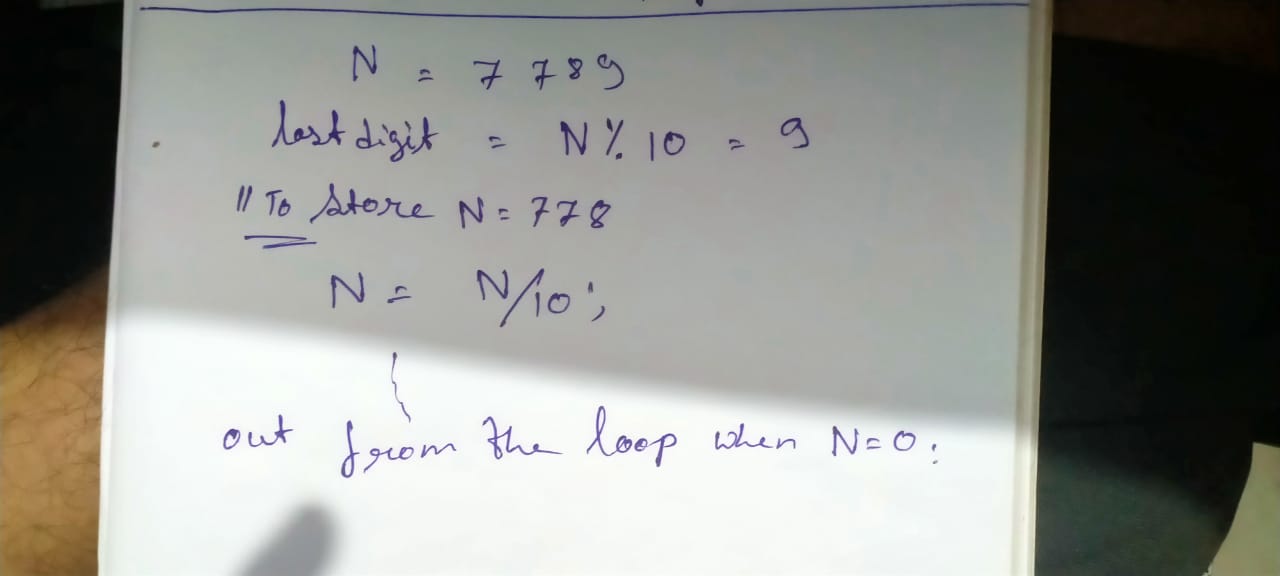 N = 7789
last digit = N % 10 = 9
// To store N = 778
N = N/10;
out from the loop when N=0;